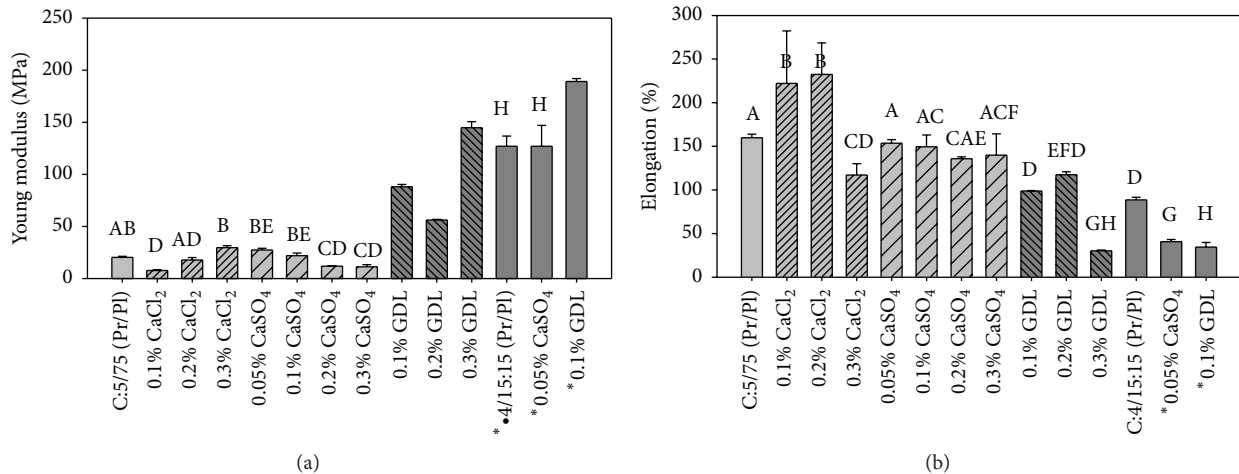 250
200
150
100
50
0
Young modulus (MPa)
AB
D
AD
B
BE
BE
CD
CD
H
H
C:5/75 (Pr/Pl)
0.1% CaCl₂
0.2% CaCl₂
0.3% CaCl₂
0.05% CaSO₄
0.1% CaSO₄
0.2% CaSO₄
0.3% CaSO₄
0.1% GDL
0.2% GDL
0.3% GDL
*•4/15:15 (Pr/Pl)
*0.05% CaSO₄
*0.1% GDL
(a)
300
250
200
150
100
50
0
Elongation (%)
A
B
B
CD
A
AC
CAE
ACF
D
EFD
GH
D
G
H
C:5/75 (Pr/Pl)
0.1% CaCl₂
0.2% CaCl₂
0.3% CaCl₂
0.05% CaSO₄
0.1% CaSO₄
0.2% CaSO₄
0.3% CaSO₄
0.1% GDL
0.2% GDL
0.3% GDL
C:4/15:15 (Pr/Pl)
*0.05% CaSO₄
*0.1% GDL
(b)